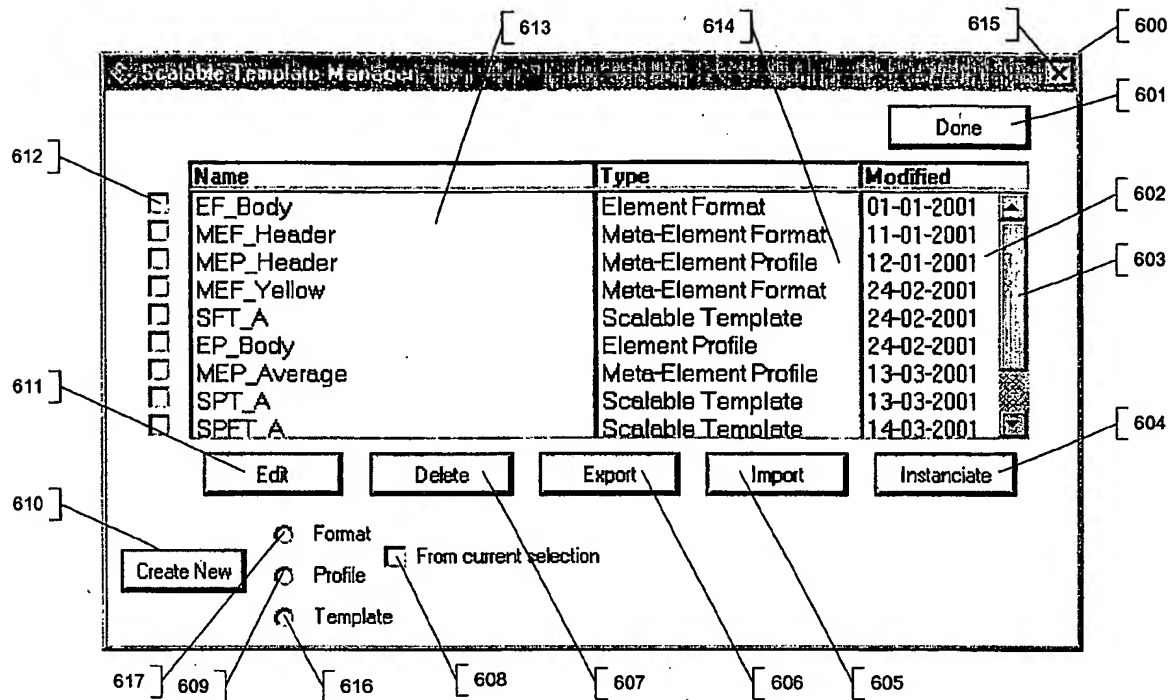 613 614 615 600
Scalable Template Manager
601
Done
612
Name Type Modified
602
EF_Body Element Format 01-01-2001
MEF_Header Meta-Element Format 11-01-2001
603
MEP_Header Meta-Element Profile 12-01-2001
MEF_Yellow Meta-Element Format 24-02-2001
SFT_A Scalable Template 24-02-2001
EP_Body Element Profile 24-02-2001
MEP_Average Meta-Element Profile 13-03-2001
611
SPT_A Scalable Template 13-03-2001
604
SPFT_A Scalable Template 14-03-2001
Edit Delete Export Import Instanciate
610
Format
Create New From current selection
Profile
Template
617 609 616 608 607 606 605